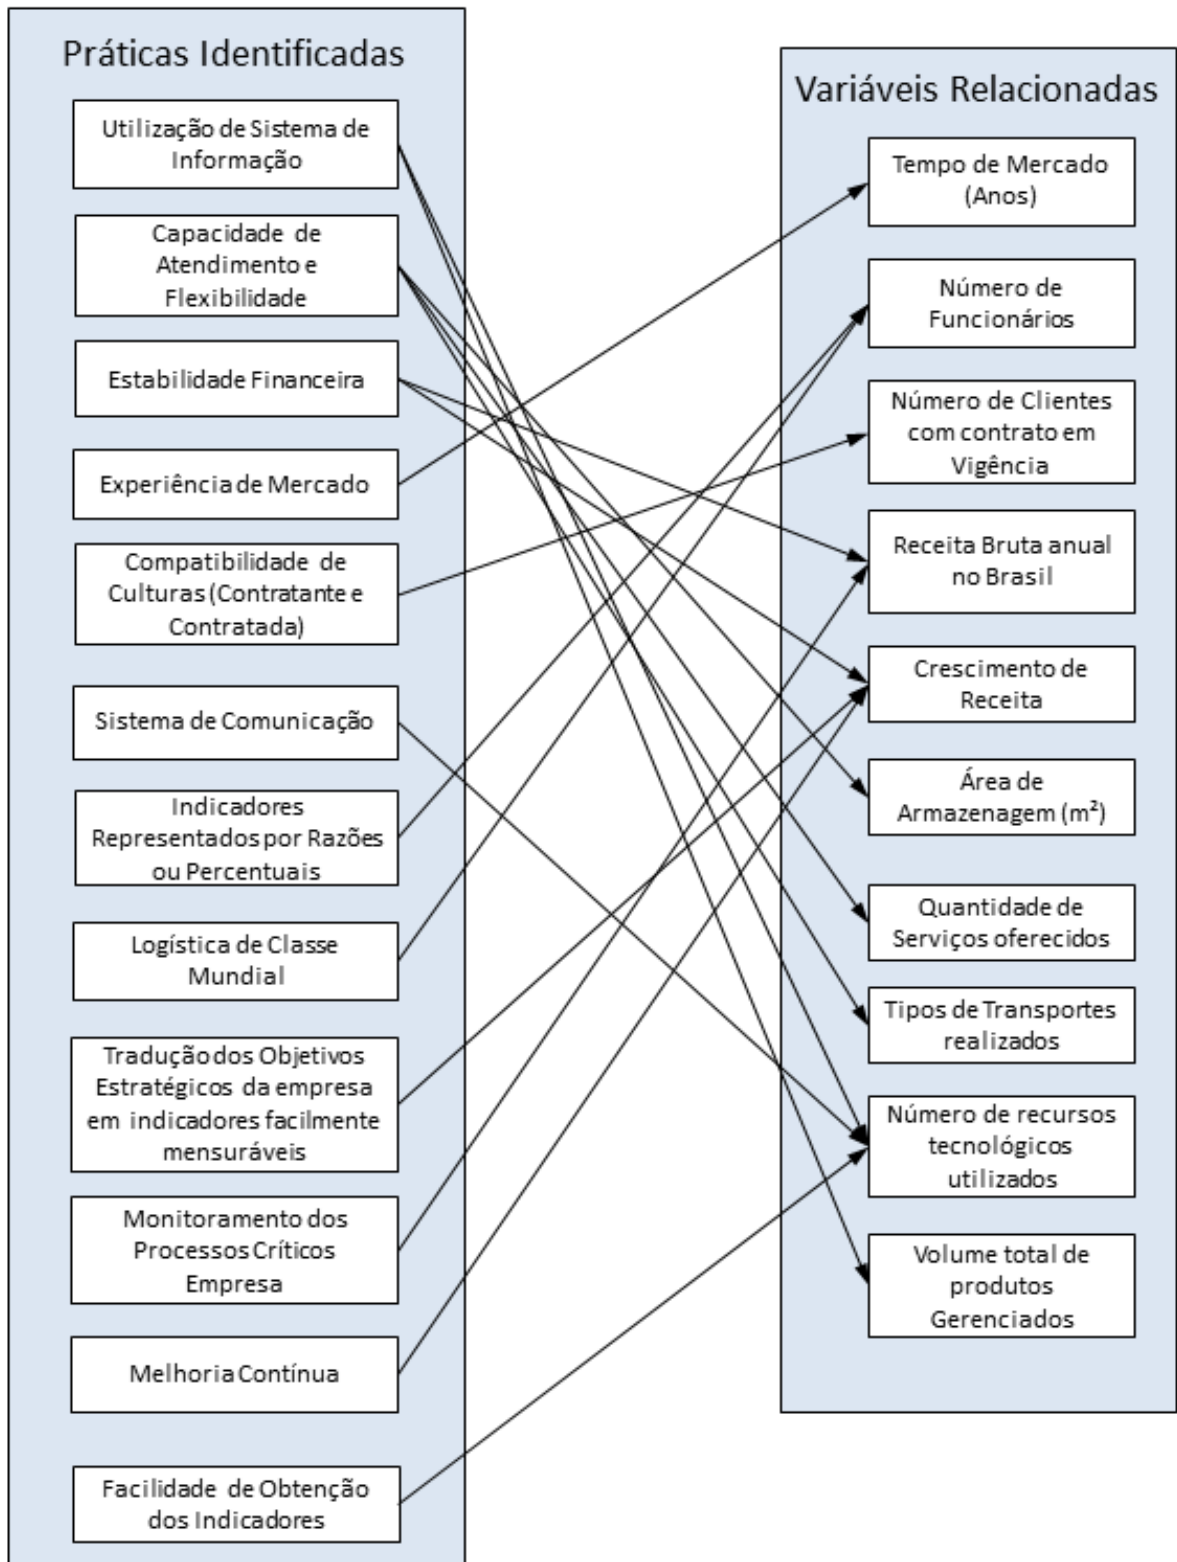 Práticas Identificadas
Utilização de Sistema de
Informação
Capacidade de
Atendimento e
Flexibilidade
Estabilidade Financeira
Experiência de Mercado
Compatibilidade de
Culturas (Contratante e
Contratada)
Sistema de Comunicação
Indicadores
Representados por Razões
ou Percentuais
Logística de Classe
Mundial
Tradução dos Objetivos
Estratégicos da empresa
em indicadores facilmente
mensuráveis
Monitoramento dos
Processos Críticos
Empresa
Melhoria Contínua
Facilidade de Obtenção
dos Indicadores
Variáveis Relacionadas
Tempo de Mercado
(Anos)
Número de
Funcionários
Número de Clientes
com contrato em
Vigência
Receita Bruta anual
no Brasil
Crescimento de
Receita
Área de
Armazenagem (m²)
Quantidade de
Serviços oferecidos
Tipos de Transportes
realizados
Número de recursos
tecnológicos
utilizados
Volume total de
produtos
Gerenciados